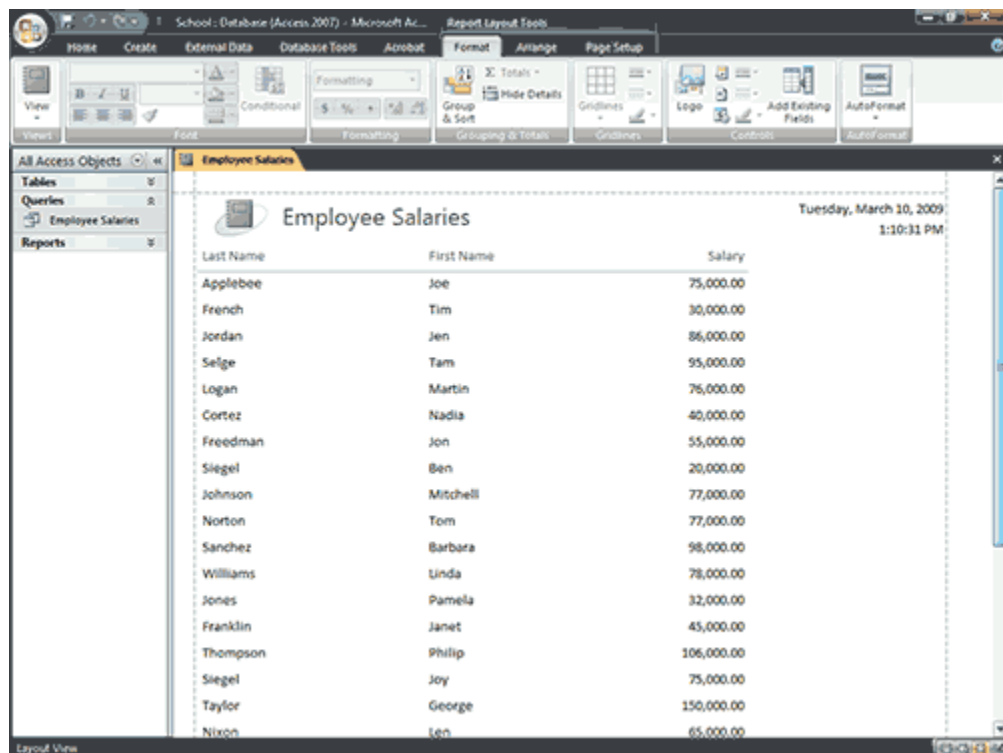 School : Database (Access 2007) - Microsoft Ac... Report Layout Tools
Home Create External Data Database Tools Acrobat Format Arrange Page Setup
Formatting Σ Totals
B I U Conditional $ % Hide Details
View Group & Sort Gridlines Logo Add Existing Fields AutoFormat
Views Font Formatting Grouping & Totals Gridlines Controls AutoFormat
All Access Objects Employee Salaries
Tables
Queries
Employee Salaries
Reports
Employee Salaries Tuesday, March 10, 2009
1:10:31 PM
Last Name First Name Salary
Applebee Joe 75,000.00
French Tim 30,000.00
Jordan Jen 86,000.00
Selge Tam 95,000.00
Logan Martin 76,000.00
Cortez Nadia 40,000.00
Freedman Jon 55,000.00
Siegel Ben 20,000.00
Johnson Mitchell 77,000.00
Norton Tom 77,000.00
Sanchez Barbara 98,000.00
Williams Linda 78,000.00
Jones Pamela 32,000.00
Franklin Janet 45,000.00
Thompson Philip 106,000.00
Siegel Joy 75,000.00
Taylor George 150,000.00
Nixon Len 65,000.00
Layout View